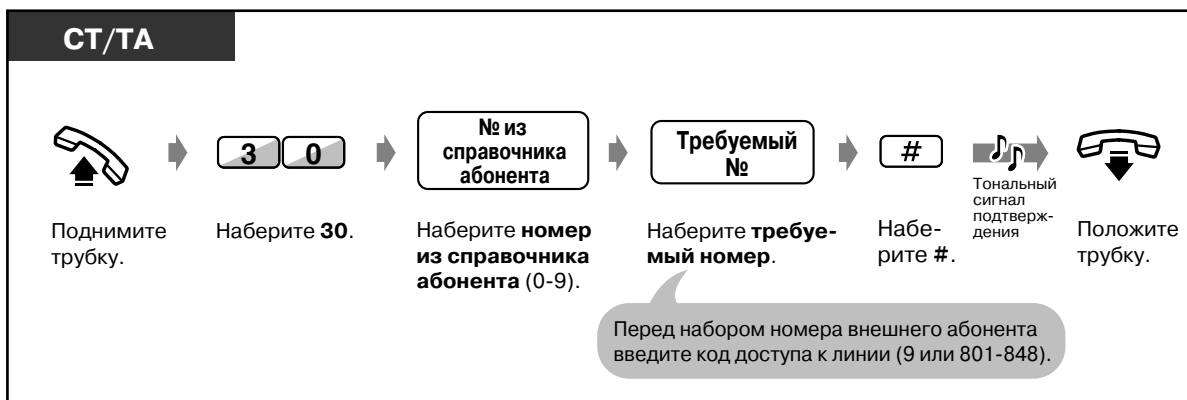 СТ/ТА
3 0
№ из
справочника
абонента
Требуемый
№
#
Тональный
сигнал
подтверж-
дения
Поднимите
трубку.
Наберите 30.
Наберите номер
из справочника
абонента (0-9).
Наберите требуе-
мый номер.
Набе-
рите #.
Положите
трубку.
Перед набором номера внешнего абонента
введите код доступа к линии (9 или 801-848).